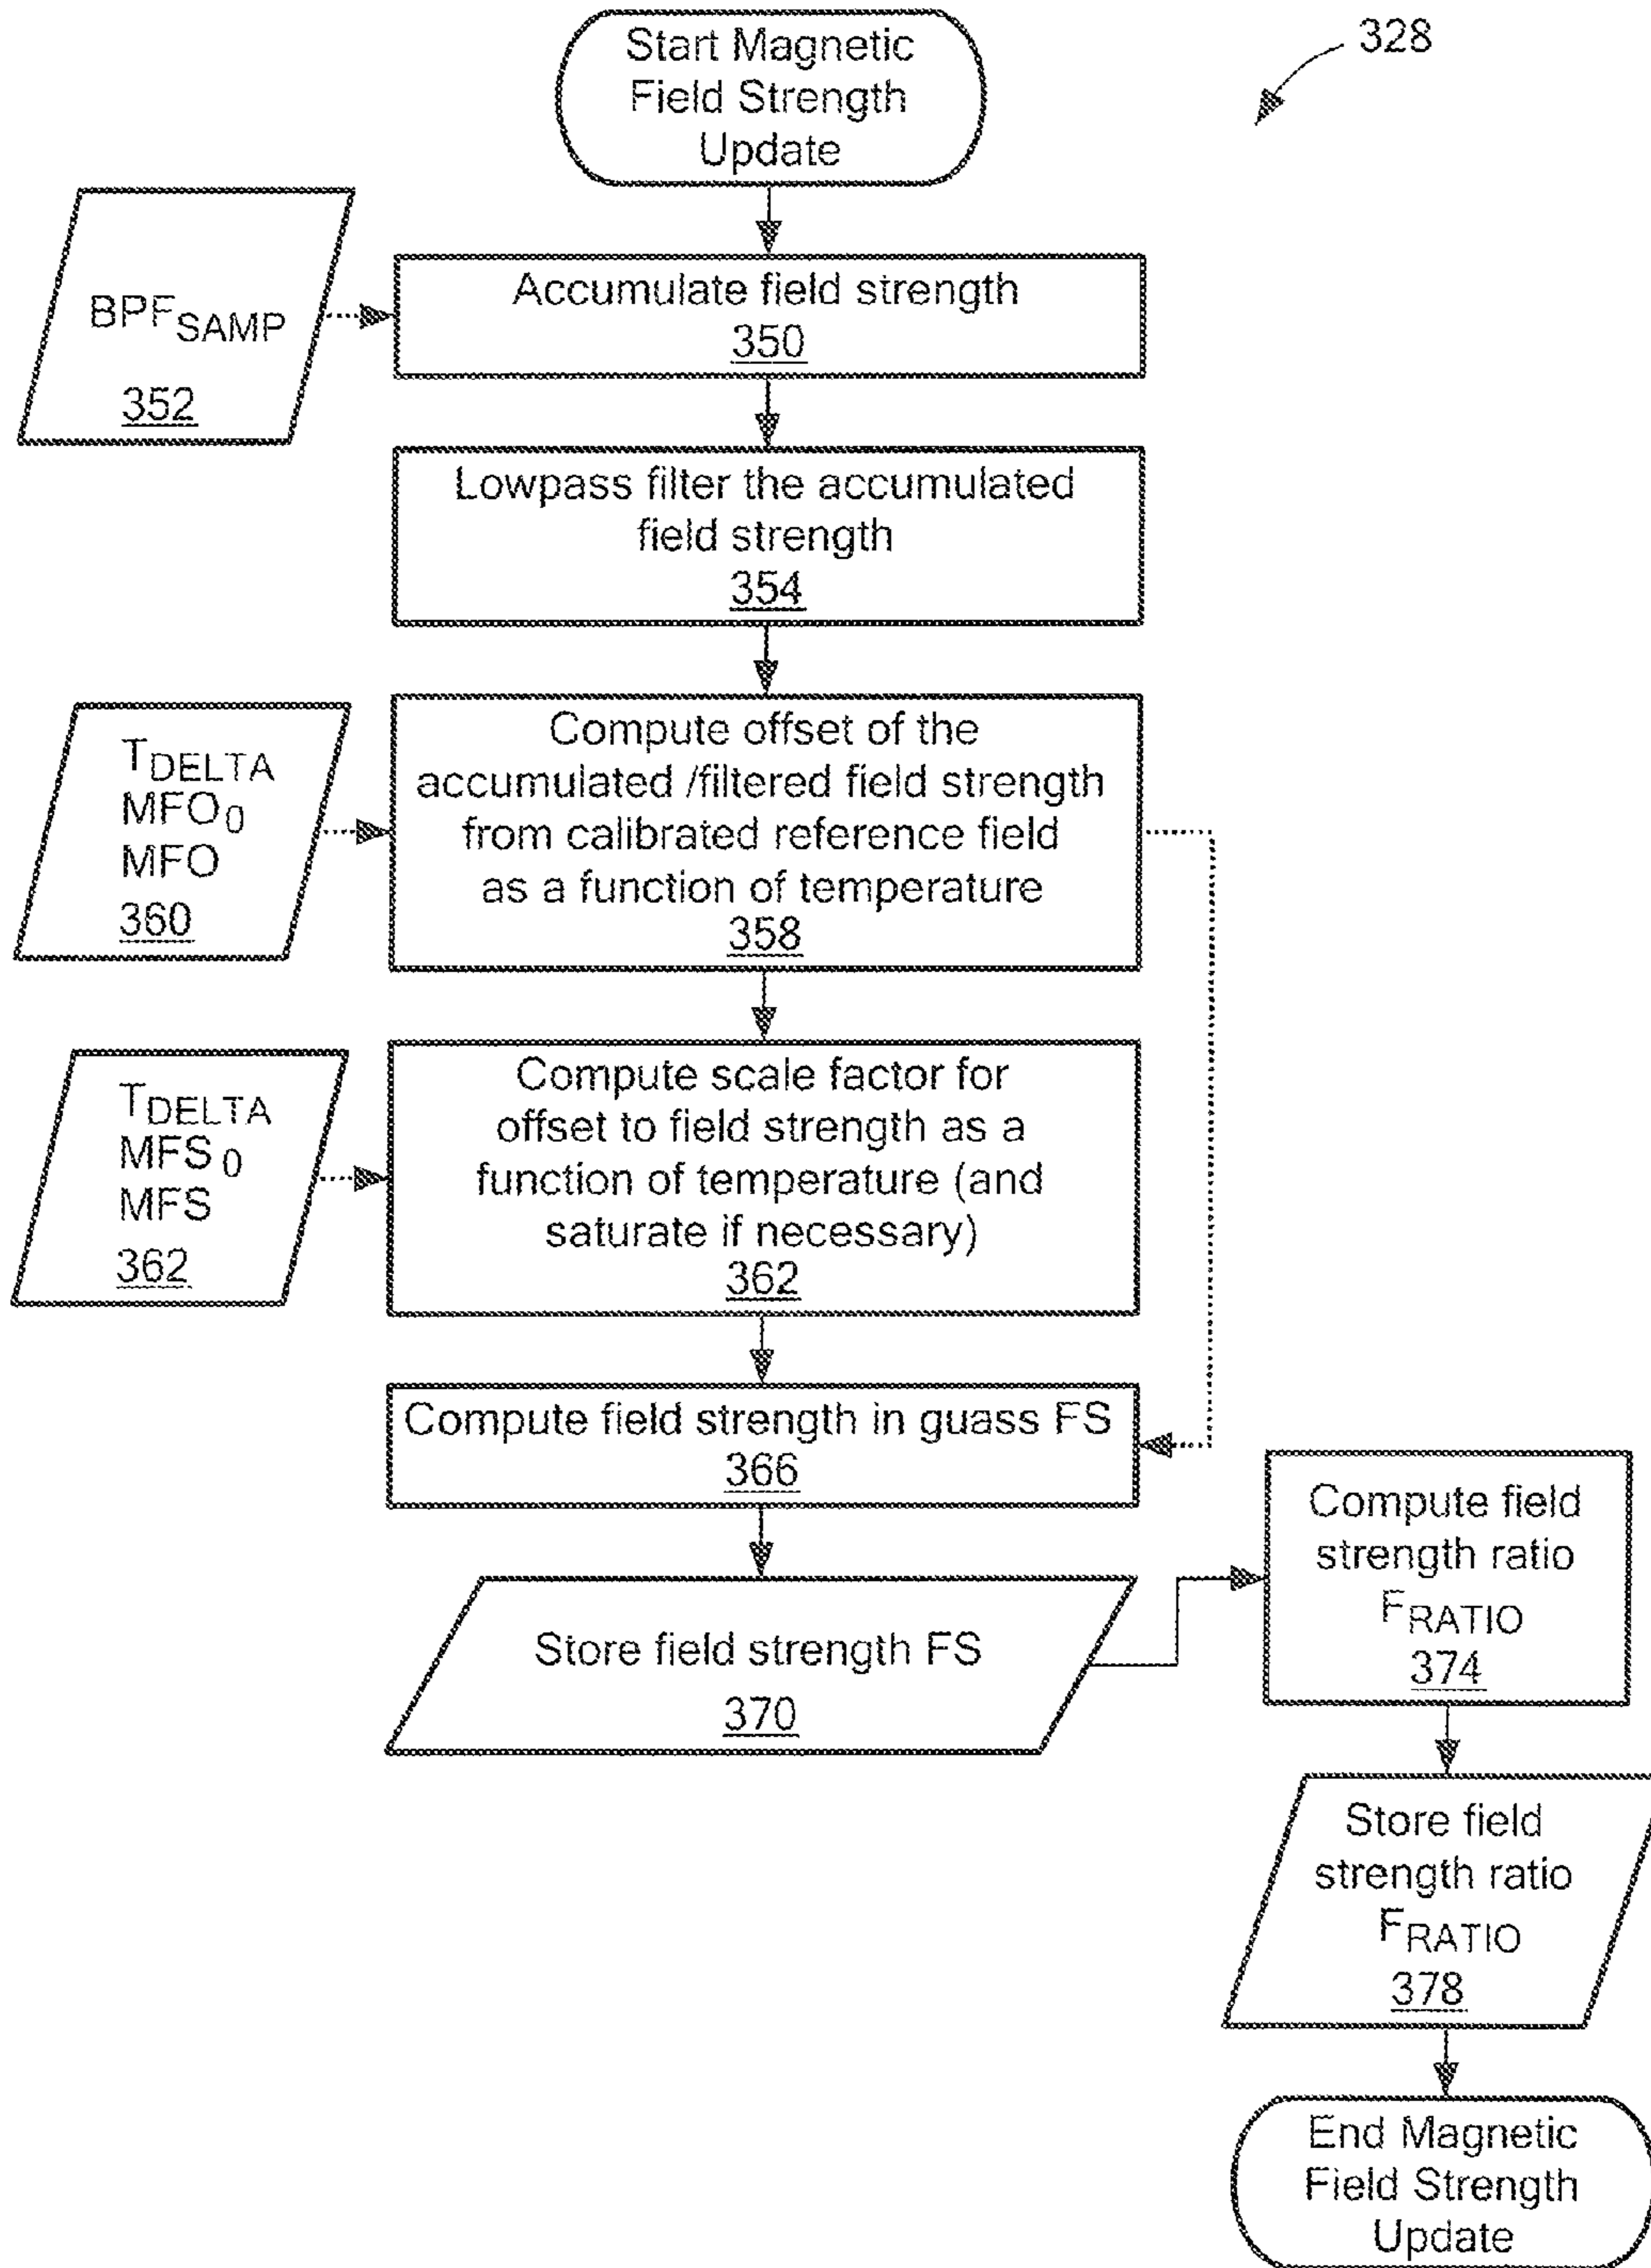 328
Start Magnetic
Field Strength
Update
BPFSAMP
352
Accumulate field strength
350
Lowpass filter the accumulated
field strength
354
TDELTA
MFO0
MFO
360
Compute offset of the
accumulated /filtered field strength
from calibrated reference field
as a function of temperature
358
TDELTA
MFS0
MFS
362
Compute scale factor for
offset to field strength as a
function of temperature (and
saturate if necessary)
362
Compute field strength in guass FS
366
Store field strength FS
370
Compute field
strength ratio
FRATIO
374
Store field
strength ratio
FRATIO
378
End Magnetic
Field Strength
Update